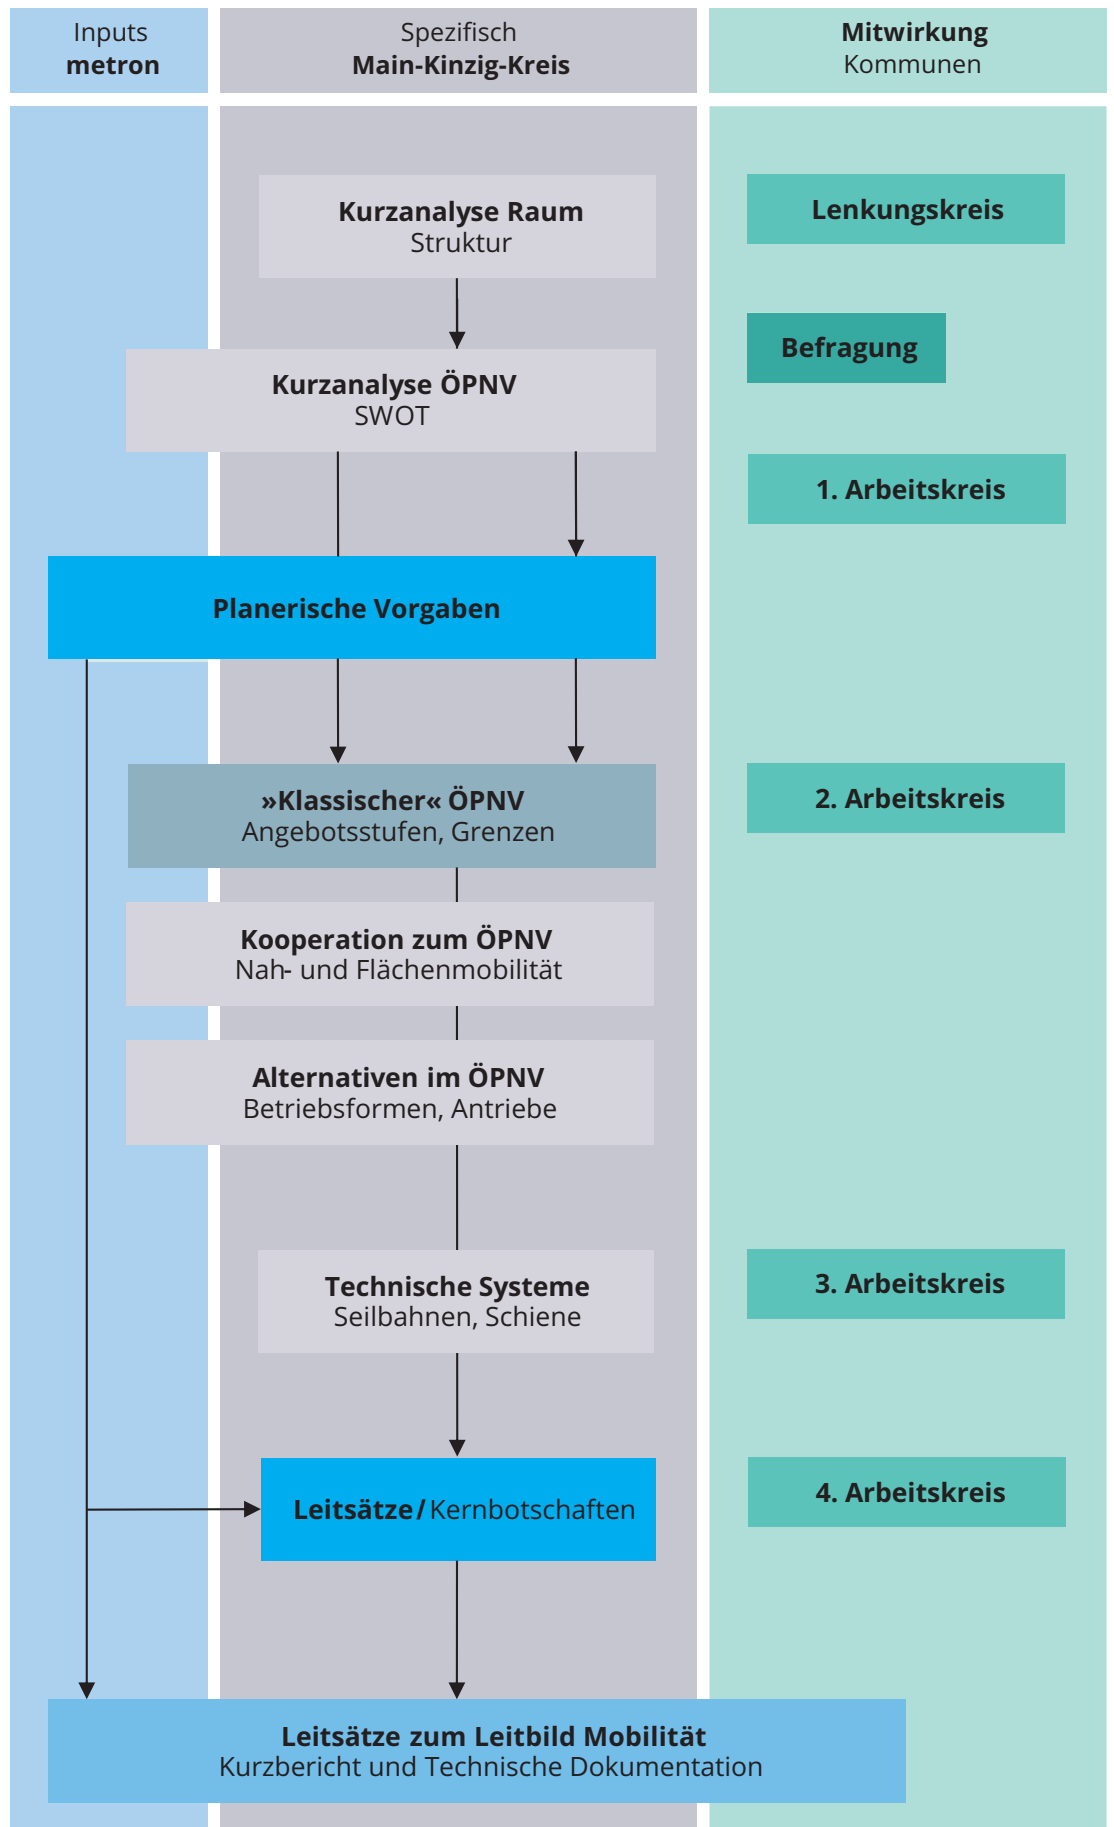 Inputs
metron
Spezifisch
Main-Kinzig-Kreis
Mitwirkung
Kommunen
Kurzanalyse Raum
Struktur
Lenkungskreis
Befragung
Kurzanalyse ÖPNV
SWOT
1. Arbeitskreis
Planerische Vorgaben
»Klassischer« ÖPNV
Angebotsstufen, Grenzen
2. Arbeitskreis
Kooperation zum ÖPNV
Nah- und Flächenmobilität
Alternativen im ÖPNV
Betriebsformen, Antriebe
Technische Systeme
Seilbahnen, Schiene
3. Arbeitskreis
Leitsätze/Kernbotschaften
4. Arbeitskreis
Leitsätze zum Leitbild Mobilität
Kurzbericht und Technische Dokumentation